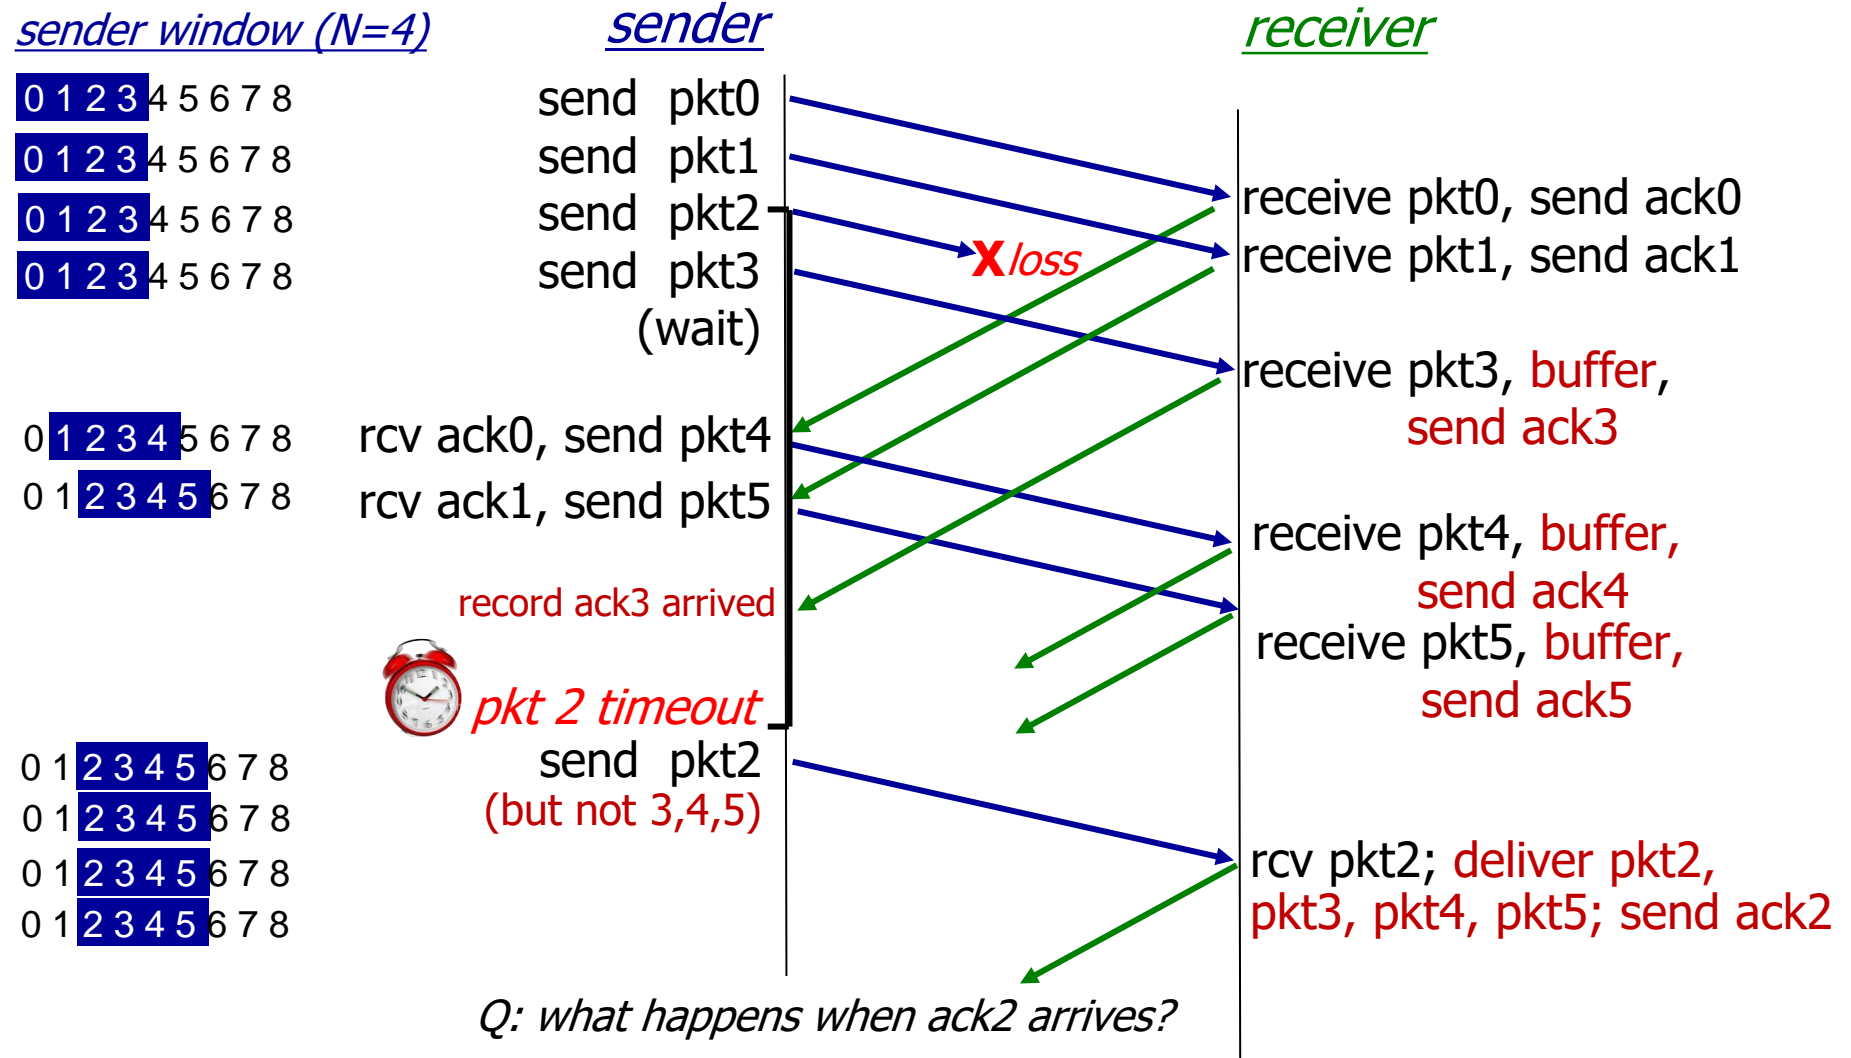 sender window (N=4)
sender
receiver
0 1 2 3 4 5 6 7 8
send pkt0
0 1 2 3 4 5 6 7 8
send pkt1
receive pkt0, send ack0
0 1 2 3 4 5 6 7 8
send pkt2
X loss
receive pkt1, send ack1
0 1 2 3 4 5 6 7 8
send pkt3
(wait)
receive pkt3, buffer,
send ack3
0 1 2 3 4 5 6 7 8
rcv ack0, send pkt4
0 1 2 3 4 5 6 7 8
rcv ack1, send pkt5
receive pkt4, buffer,
send ack4
record ack3 arrived
receive pkt5, buffer,
send ack5
pkt 2 timeout
0 1 2 3 4 5 6 7 8
send pkt2
0 1 2 3 4 5 6 7 8
(but not 3,4,5)
0 1 2 3 4 5 6 7 8
rcv pkt2; deliver pkt2,
0 1 2 3 4 5 6 7 8
pkt3, pkt4, pkt5; send ack2
Q: what happens when ack2 arrives?